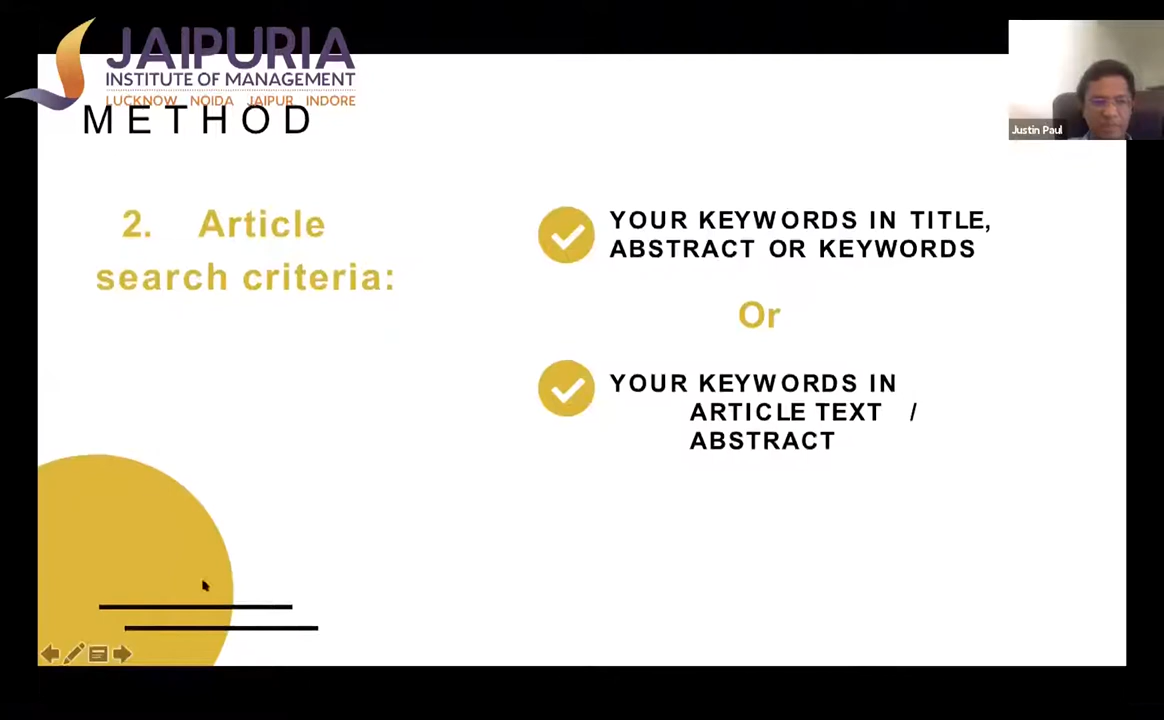 JAIPURIA
INSTITUTE OF MANAGEMENT
LUCKNOW NOIDA JAIPUR INDORE
METHOD
Justin Paul
2. Article
search criteria:
YOUR KEYWORDS IN TITLE,
ABSTRACT OR KEYWORDS
Or
YOUR KEYWORDS IN
ARTICLE TEXT /
ABSTRACT